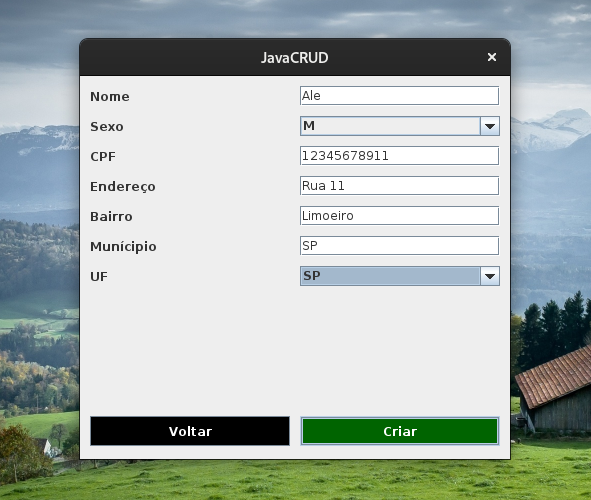 JavaCRUD
Nome Ale
Sexo M
CPF 12345678911
Endereço Rua 11
Bairro Limoeiro
Munícipio SP
UF SP
Voltar Criar